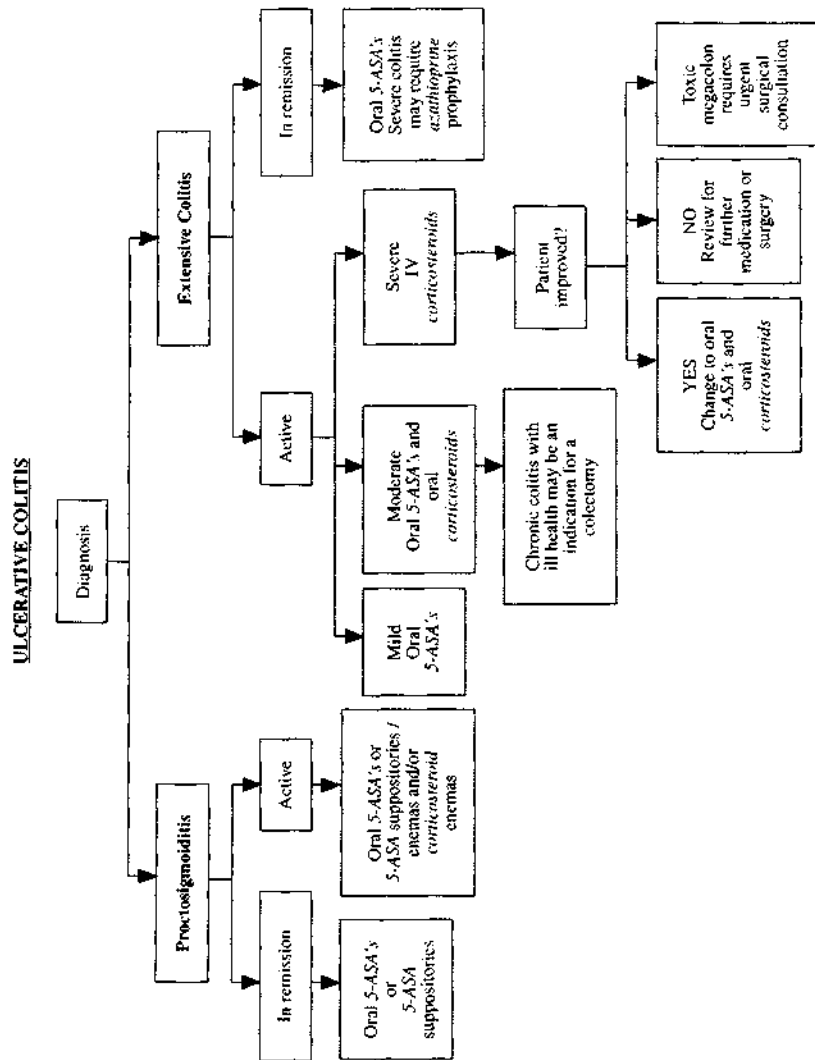 ULCERATIVE COLITIS
Diagnosis
Proctosigmoiditis
Extensive Colitis
In remission
Active
Active
In remission
Oral 5-ASA's
or
5-ASA
suppositories
Oral 5-ASA's or
5-ASA suppositories /
enemas and/or
corticosteroid
enemas
Mild
Oral
5-ASA's
Moderate
Oral 5-ASA's and
oral
corticosteroids
Severe
IV
corticosteroids
Oral 5-ASA's
Severe colitis
may require
azathioprine
prophylaxis
Chronic colitis with
ill health may be an
indication for a
colectomy
Patient
improved?
YES
Change to oral
5-ASA's and
oral
corticosteroids
NO
Review for
further
medication or
surgery
Toxic
megacolon
requires
urgent
surgical
consultation